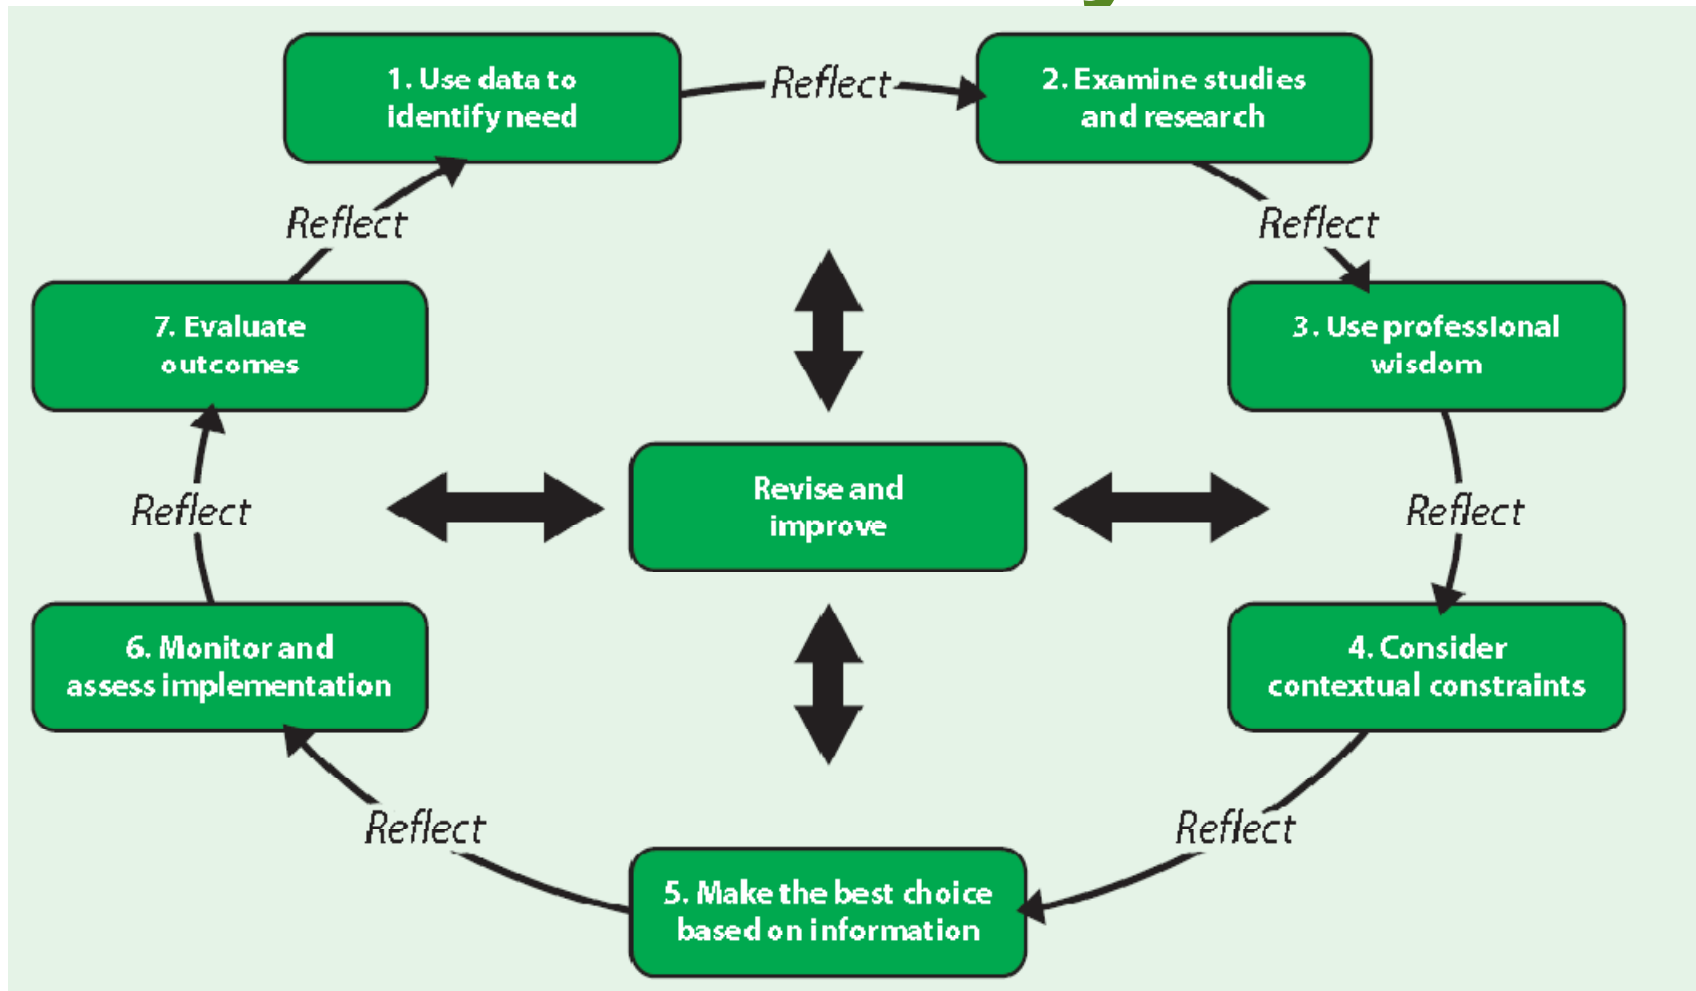 1. Use data to
identify need
Reflect
2. Examine studies
and research
Reflect
3. Use professional
wisdom
Reflect
4. Consider
contextual constraints
Reflect
5. Make the best choice
based on information
Reflect
6. Monitor and
assess implementation
Reflect
7. Evaluate
outcomes
Reflect
Revise and
improve